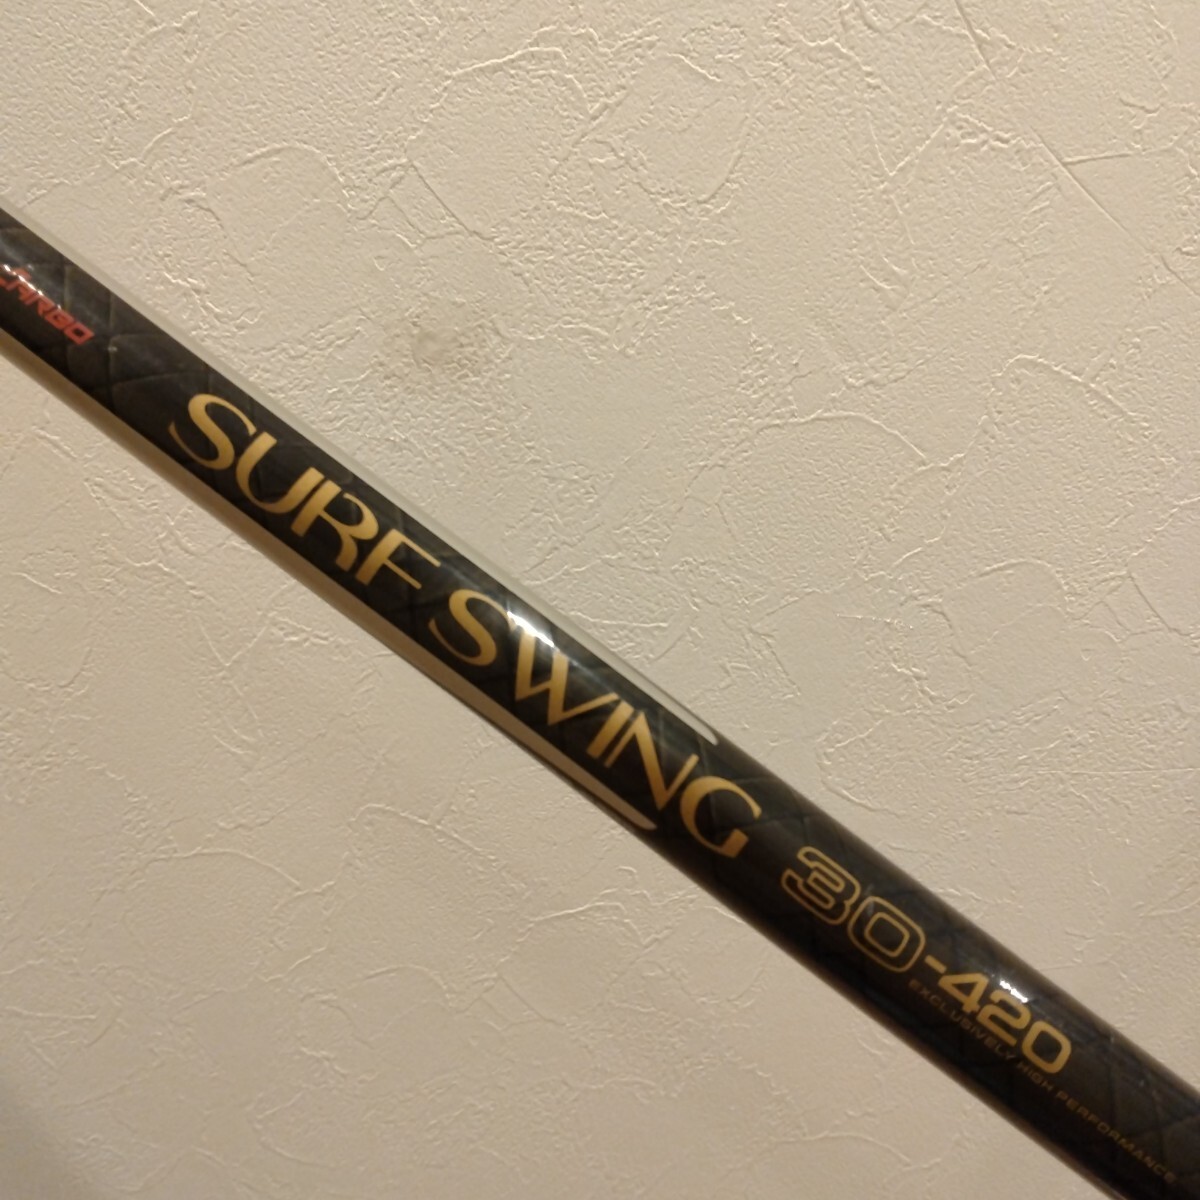 SURF SWING 30-420
EXCLUSIVELY HIGH PERFORMANCE